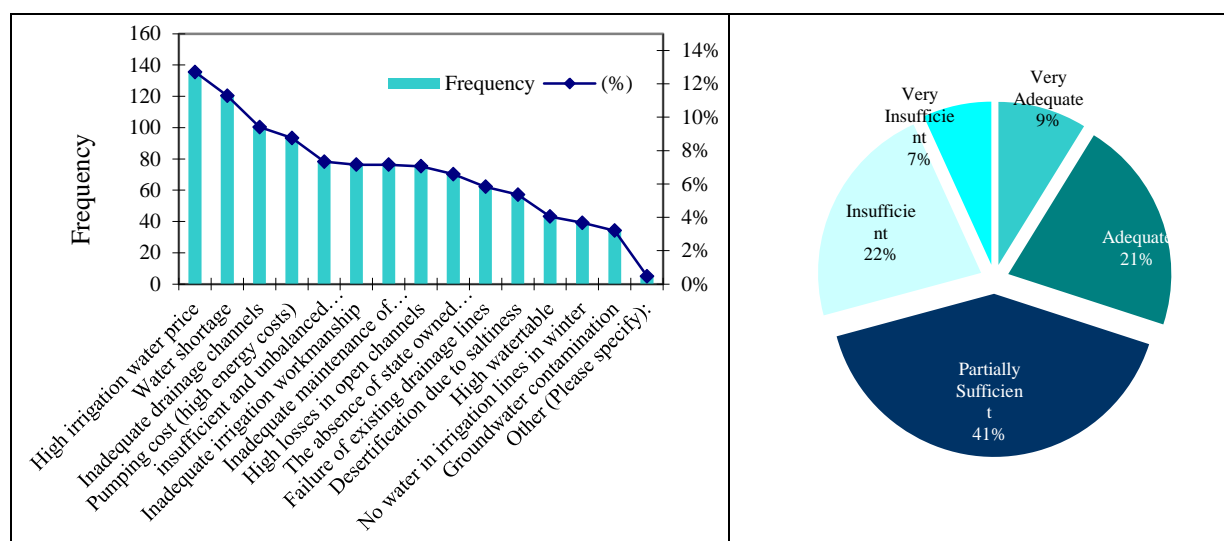 160
140
120
100
80
60
40
20
0
Frequency
14%
12%
10%
8%
6%
4%
2%
0%
Frequency
(%)
High irrigation water price
Water shortage
Inadequate drainage channels
Pumping cost (high energy costs)
insufficient and unbalanced…
Inadequate irrigation workmanship
Inadequate maintenance of…
High losses in open channels
The absence of state owned…
Failure of existing drainage lines
Desertification due to saltiness
High watertable
No water in irrigation lines in winter
Groundwater contamination
Other (Please specify):
Very
Adequate
9%
Adequate
21%
Partially
Sufficien
t
41%
Insufficie
nt
22%
Very
Insufficie
nt
7%